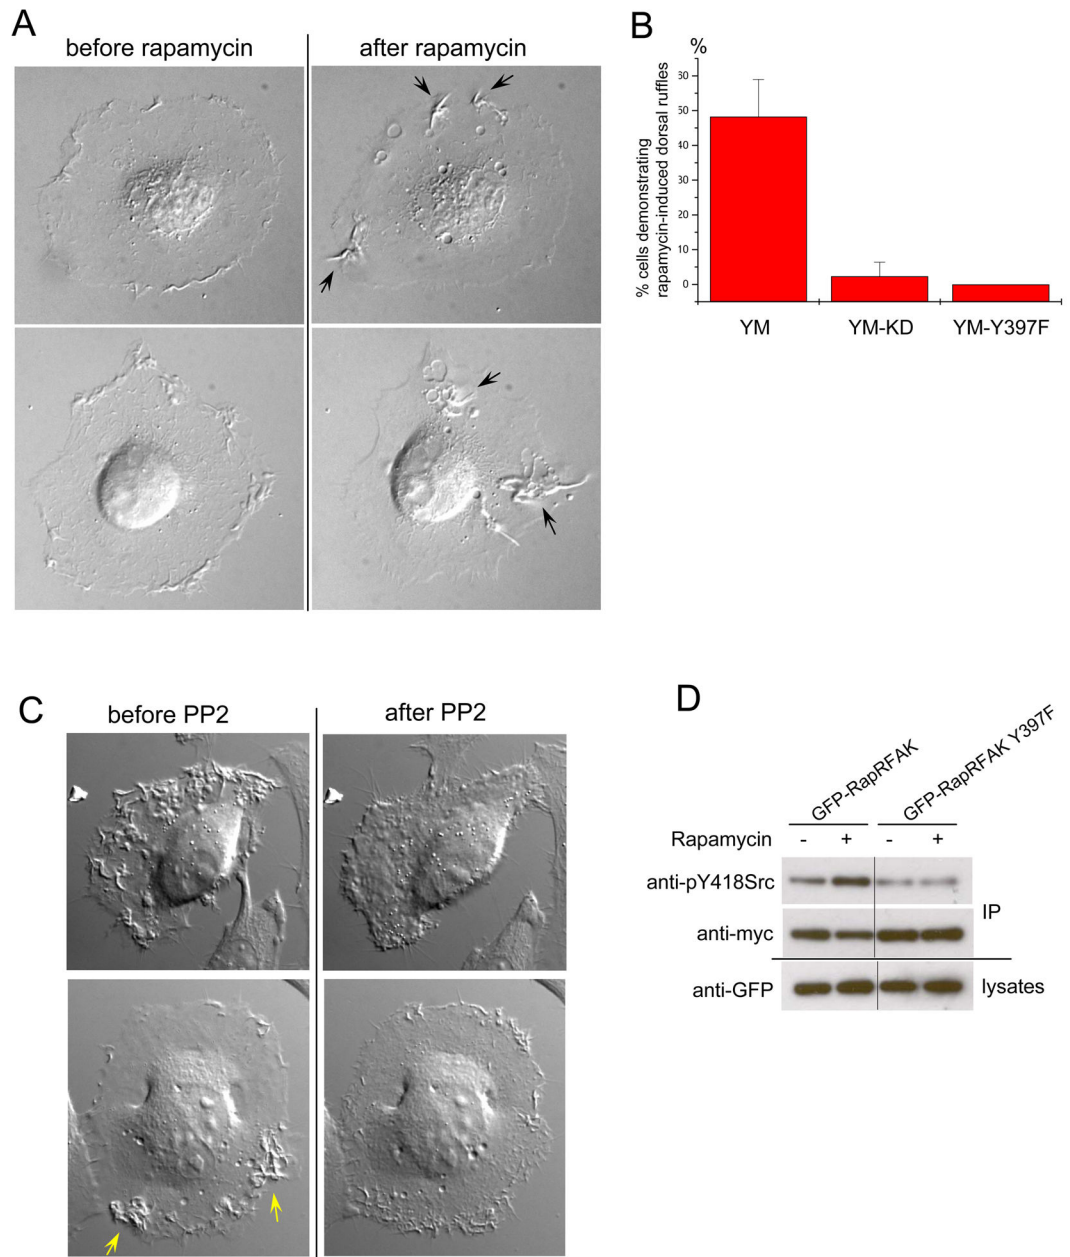 A
before rapamycin
after rapamycin
B
%
% cells demonstrating
rapamycin-induced dorsal ruffles
60
50
40
30
20
10
0
YM
YM-KD
YM-Y397F
C
before PP2
after PP2
D
GFP-RapRFAK
GFP-RapRFAK Y397F
Rapamycin
- + - +
anti-pY418Src
IP
anti-myc
anti-GFP
lysates